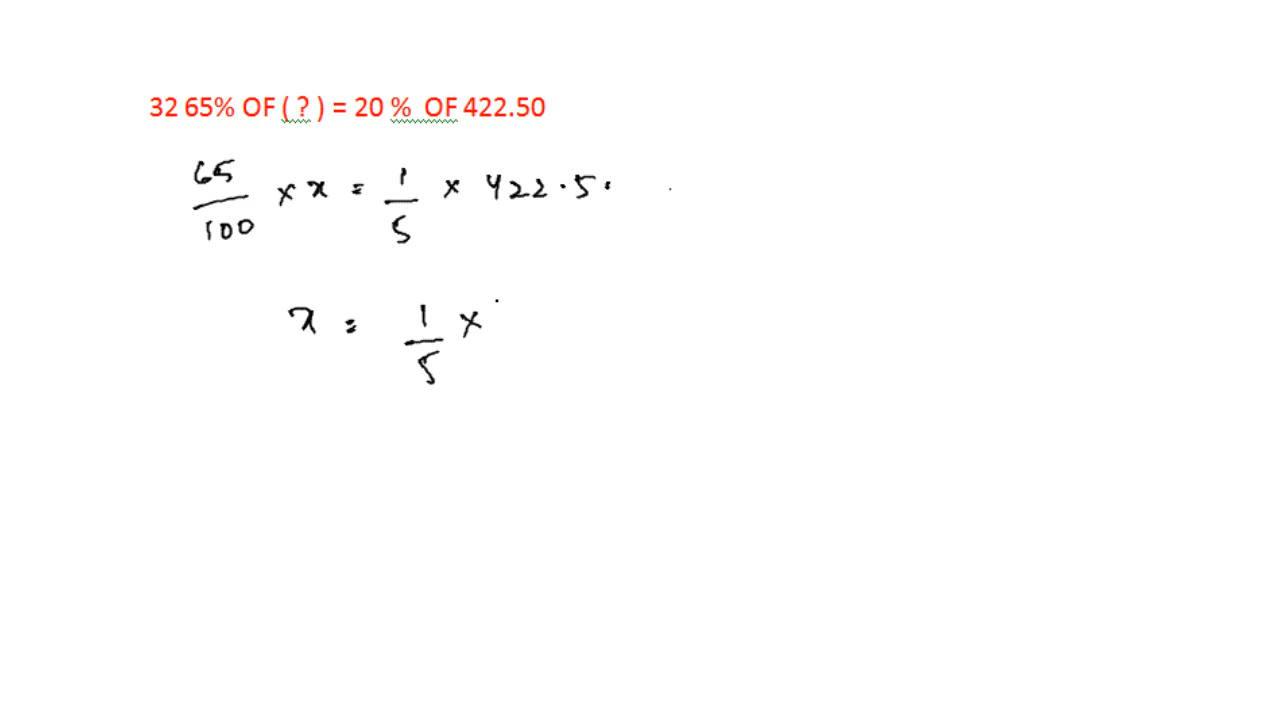 32 65% OF ( ? ) = 20 % OF 422.50
65/100 × x = 1/5 × 422.5
x = 1/5 ×